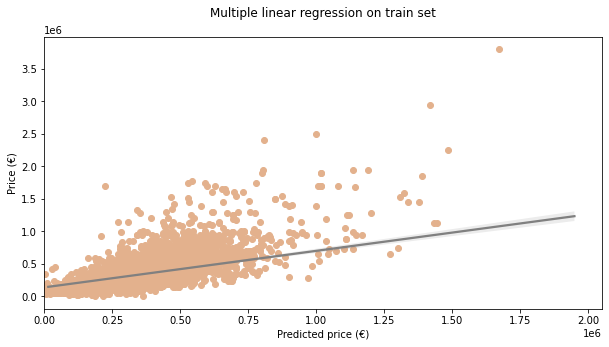 Multiple linear regression on train set
1e6
3.5
3.0
2.5
2.0
1.5
1.0
0.5
0.0
Price (€)
0.00 0.25 0.50 0.75 1.00 1.25 1.50 1.75 2.00
Predicted price (€)
1e6